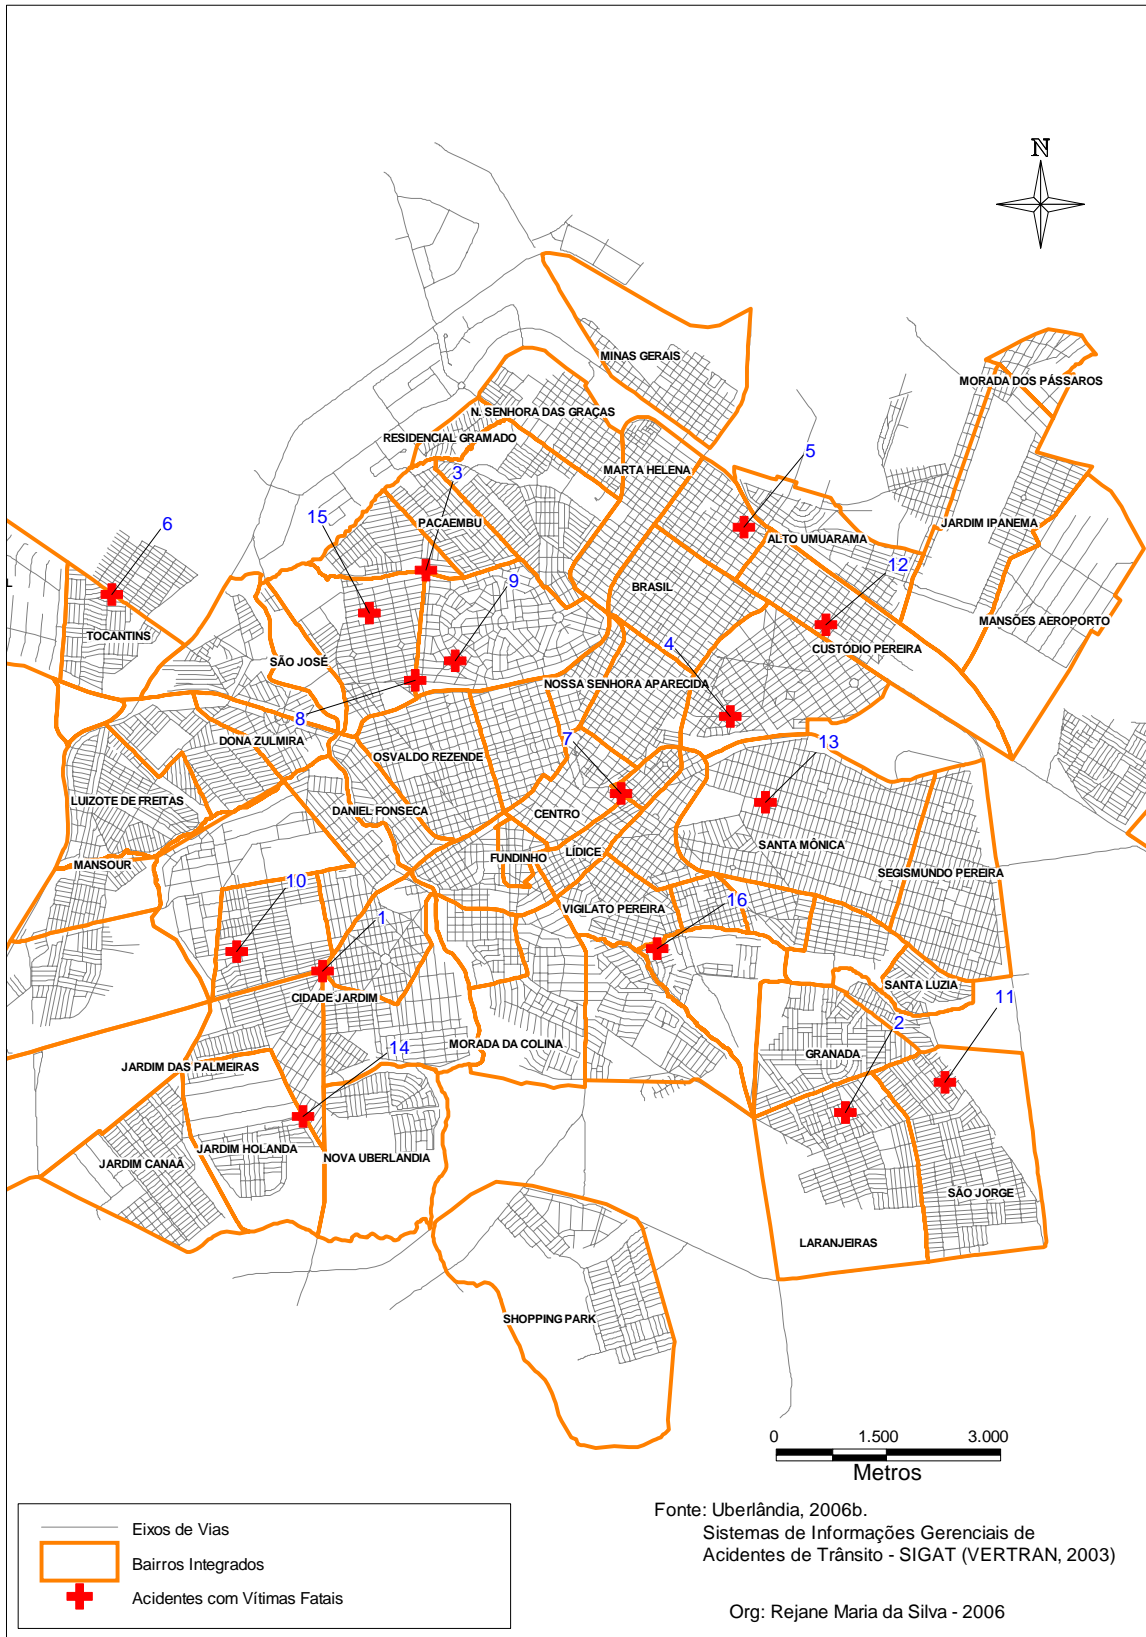 N
MINAS GERAIS
MORADA DOS PÁSSAROS
N. SENHORA DAS GRAÇAS
RESIDENCIAL GRAMADO
MARTA HELENA
5
3
15
PACAEMBU
6
JARDIM IPANEMA
ALTO UMUARAMA
12
9
L
BRASIL
TOCANTINS
MANSÕES AEROPORTO
4
CUSTÓDIO PEREIRA
SÃO JOSÉ
NOSSA SENHORA APARECIDA
8
7
13
DONA ZULMIRA
OSVALDO REZENDE
LUIZOTE DE FREITAS
DANIEL FONSECA
CENTRO
SANTA MÔNICA
FUNDINHO
LÍDICE
MANSOUR
SEGISMUNDO PEREIRA
10
16
VIGILATO PEREIRA
1
SANTA LUZIA
CIDADE JARDIM
11
2
14
MORADA DA COLINA
GRANADA
JARDIM DAS PALMEIRAS
JARDIM HOLANDA
NOVA UBERLANDIA
JARDIM CANAÃ
SÃO JORGE
LARANJEIRAS
SHOPPING PARK
0 1.500 3.000
Metros
Eixos de Vias
Bairros Integrados
Acidentes com Vítimas Fatais
Fonte: Uberlândia, 2006b.
Sistemas de Informações Gerenciais de
Acidentes de Trânsito - SIGAT (VERTRAN, 2003)
Org: Rejane Maria da Silva - 2006